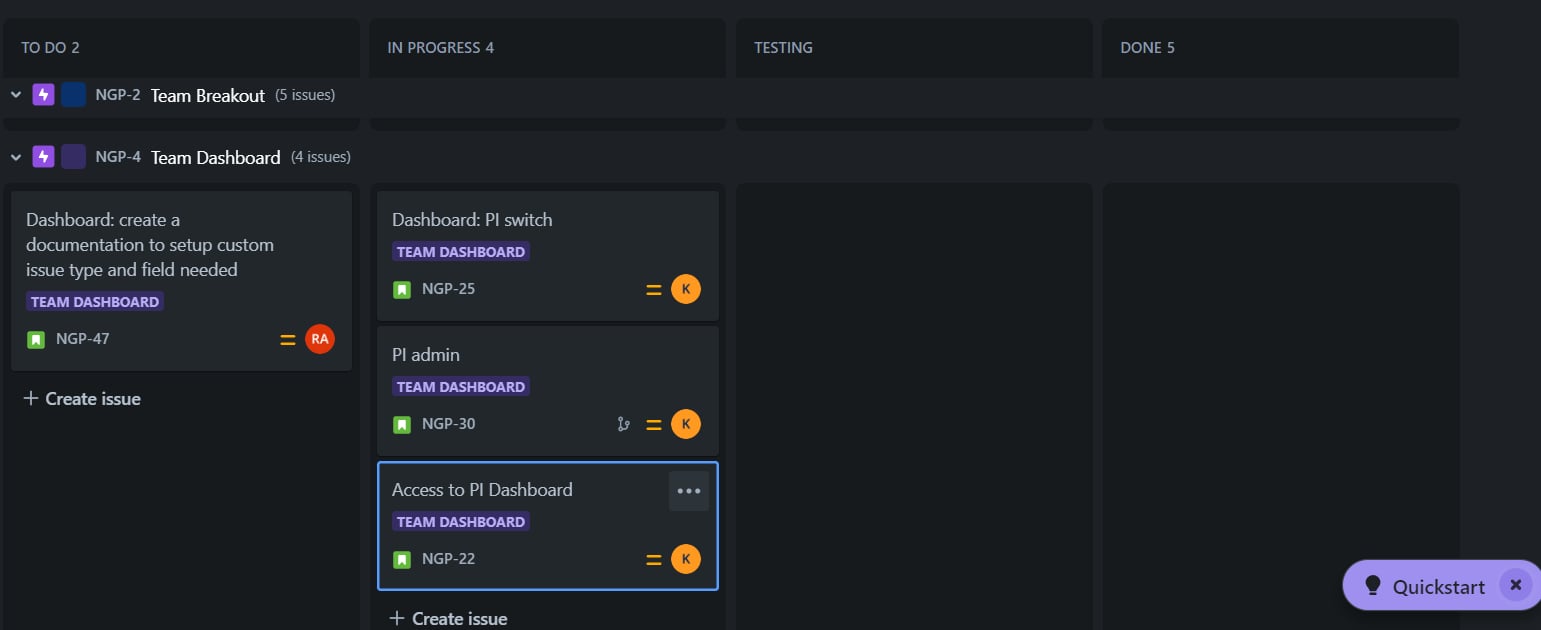 TO DO 2
IN PROGRESS 4
TESTING
DONE 5
NGP-2 Team Breakout (5 issues)
NGP-4 Team Dashboard (4 issues)
Dashboard: create a
documentation to setup custom
issue type and field needed
TEAM DASHBOARD
NGP-47
RA
+ Create issue
Dashboard: PI switch
TEAM DASHBOARD
NGP-25
K
PI admin
TEAM DASHBOARD
NGP-30
K
Access to PI Dashboard
TEAM DASHBOARD
NGP-22
K
+ Create issue
Quickstart